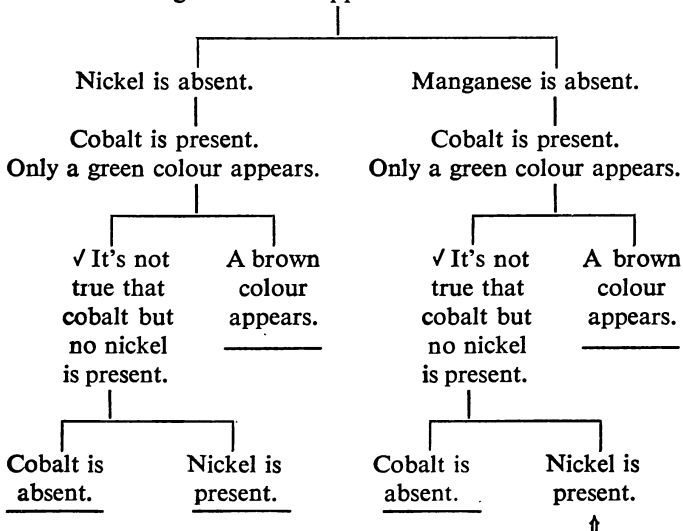 Nickel is absent. Manganese is absent.
Cobalt is present. Cobalt is present.
Only a green colour appears. Only a green colour appears.
✓ It's not A brown ✓ It's not A brown
true that colour true that colour
cobalt but appears. cobalt but appears.
no nickel no nickel
is present. is present.
Cobalt is Nickel is Cobalt is Nickel is
absent. present. absent. present.